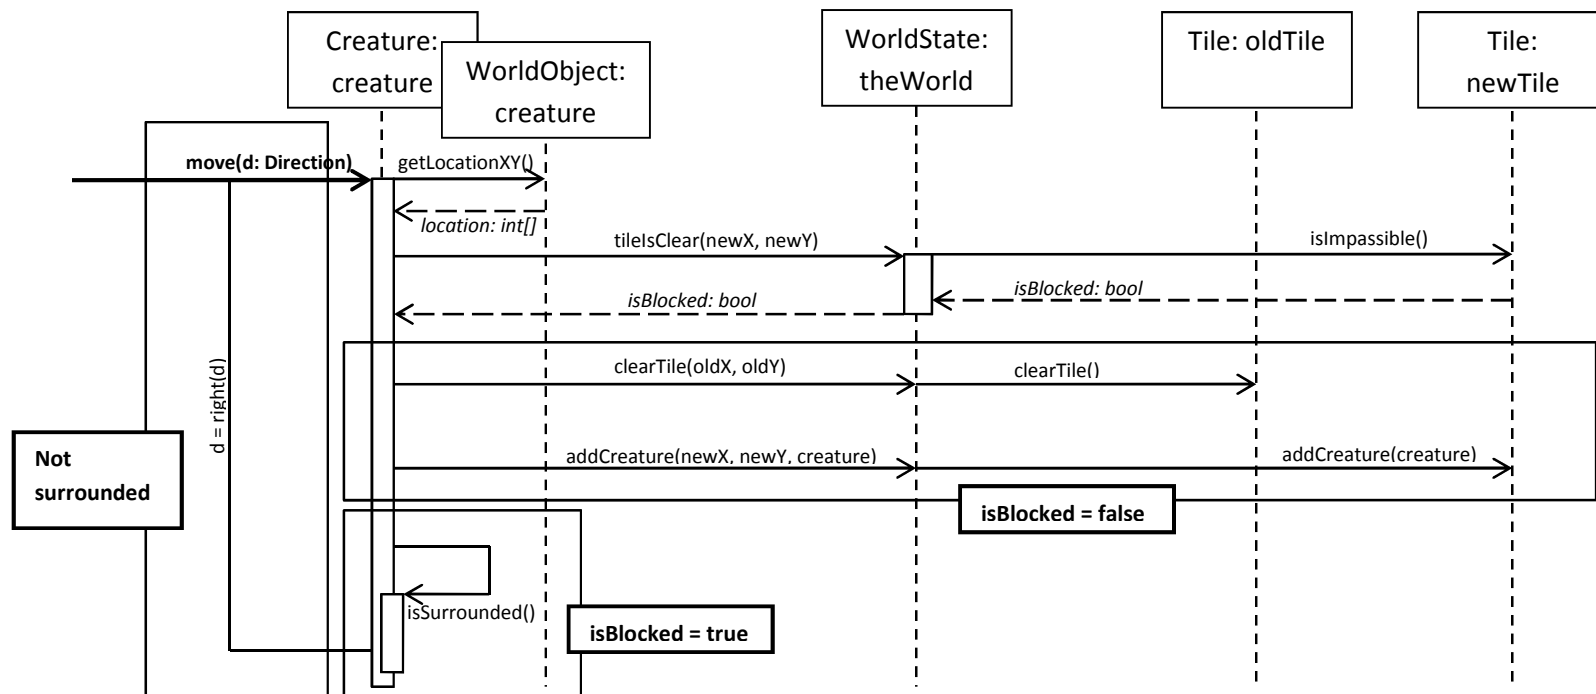 Creature:
creature
WorldObject:
creature
WorldState:
theWorld
Tile: oldTile
Tile:
newTile
move(d: Direction)
getLocationXY()
location: int[]
tileIsClear(newX, newY)
isImpassible()
isBlocked: bool
isBlocked: bool
clearTile(oldX, oldY)
clearTile()
d = right(d)
Not
surrounded
addCreature(newX, newY, creature)
addCreature(creature)
isBlocked = false
isSurrounded()
isBlocked = true